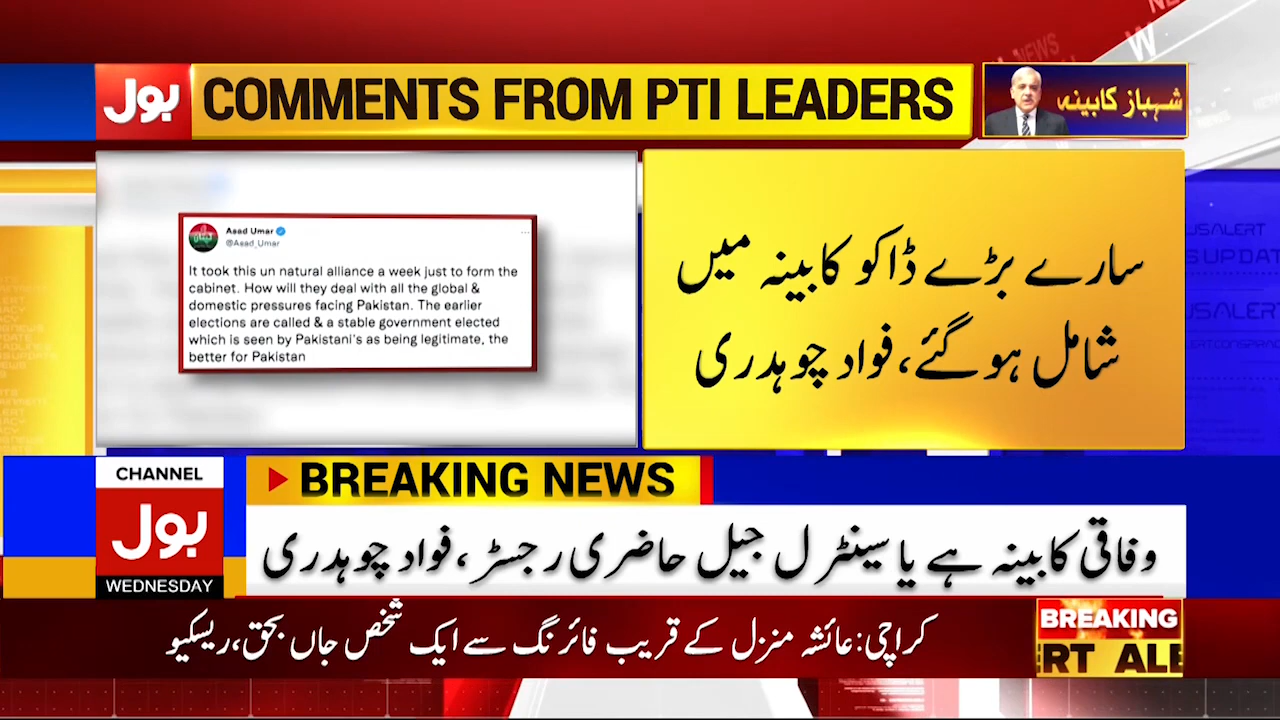 بول
COMMENTS FROM PTI LEADERS
شہباز کابینہ
Asad Umar
@Asad_Umar
It took this un natural alliance a week just to form the
cabinet. How will they deal with all the global &
domestic pressures facing Pakistan. The earlier
elections are called & a stable government elected
which is seen by Pakistani's as being legitimate, the
better for Pakistan
سارے بڑے ڈاکو کابینہ میں
شامل ہوگئے، فواد چوہدری
CHANNEL
بول
WEDNESDAY
BREAKING NEWS
وفاقی کابینہ ہے یا سینٹرل جیل حاضری رجسٹر، فواد چوہدری
کراچی: عائشہ منزل کے قریب فائرنگ سے ایک شخص جاں بحق، ریسکیو
BREAKING
ERT ALE